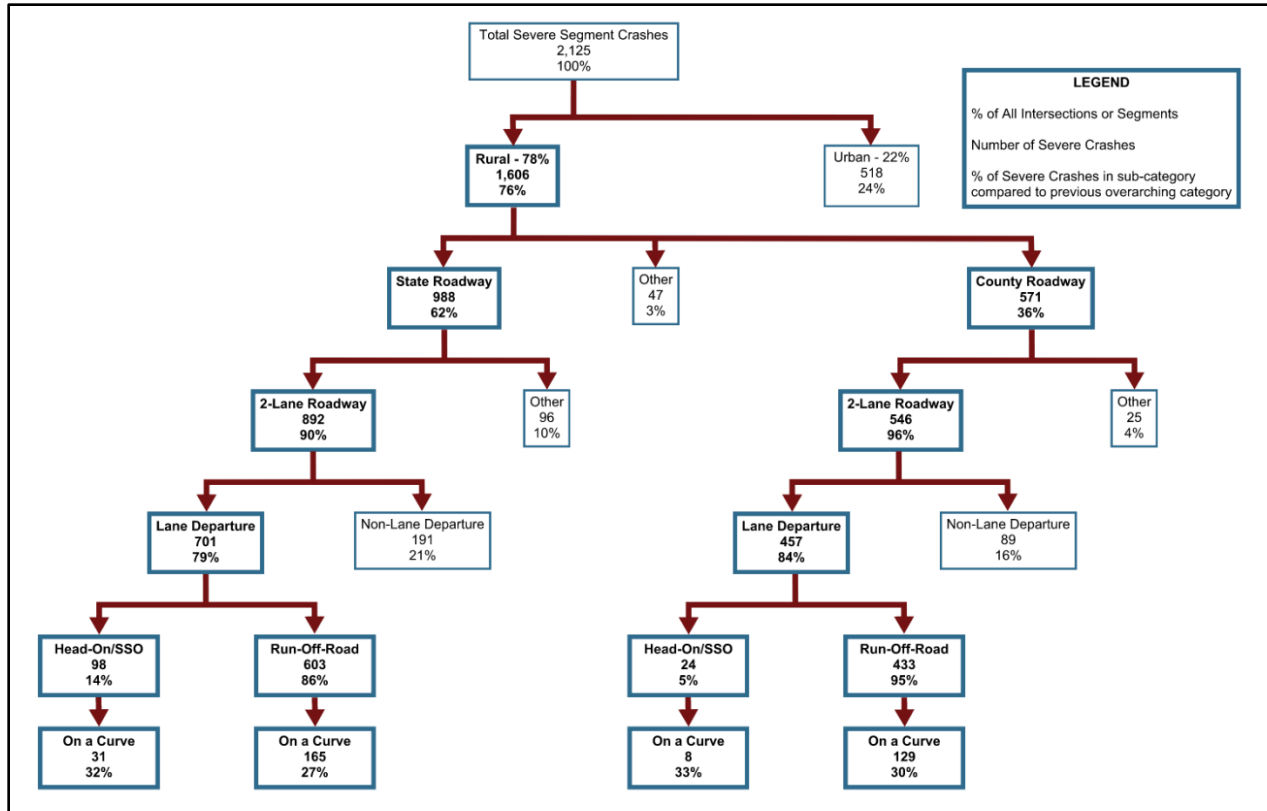 Total Severe Segment Crashes
2,125
100%
LEGEND
% of All Intersections or Segments
Number of Severe Crashes
% of Severe Crashes in sub-category
compared to previous overarching category
Rural - 78%
1,606
76%
Urban - 22%
518
24%
State Roadway
988
62%
Other
47
3%
County Roadway
571
36%
2-Lane Roadway
892
90%
Other
96
10%
2-Lane Roadway
546
96%
Other
25
4%
Lane Departure
701
79%
Non-Lane Departure
191
21%
Lane Departure
457
84%
Non-Lane Departure
89
16%
Head-On/SSO
98
14%
Run-Off-Road
603
86%
Head-On/SSO
24
5%
Run-Off-Road
433
95%
On a Curve
31
32%
On a Curve
165
27%
On a Curve
8
33%
On a Curve
129
30%